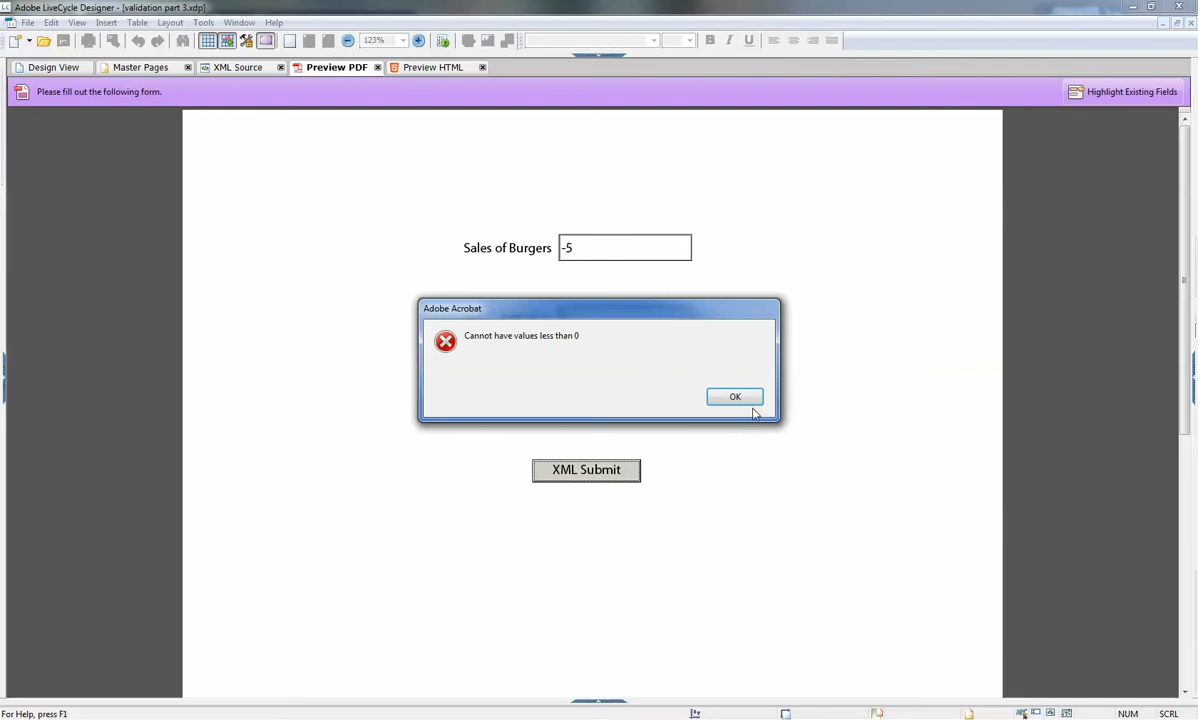 Adobe LiveCycle Designer - [validation part 3.xdp]
File Edit View Insert Table Layout Tools Window Help
123% B I U
Design View Master Pages XML Source Preview PDF Preview HTML
Please fill out the following form. Highlight Existing Fields
Sales of Burgers -5
Adobe Acrobat
Cannot have values less than 0
OK
XML Submit
For Help, press F1 NUM SCRL